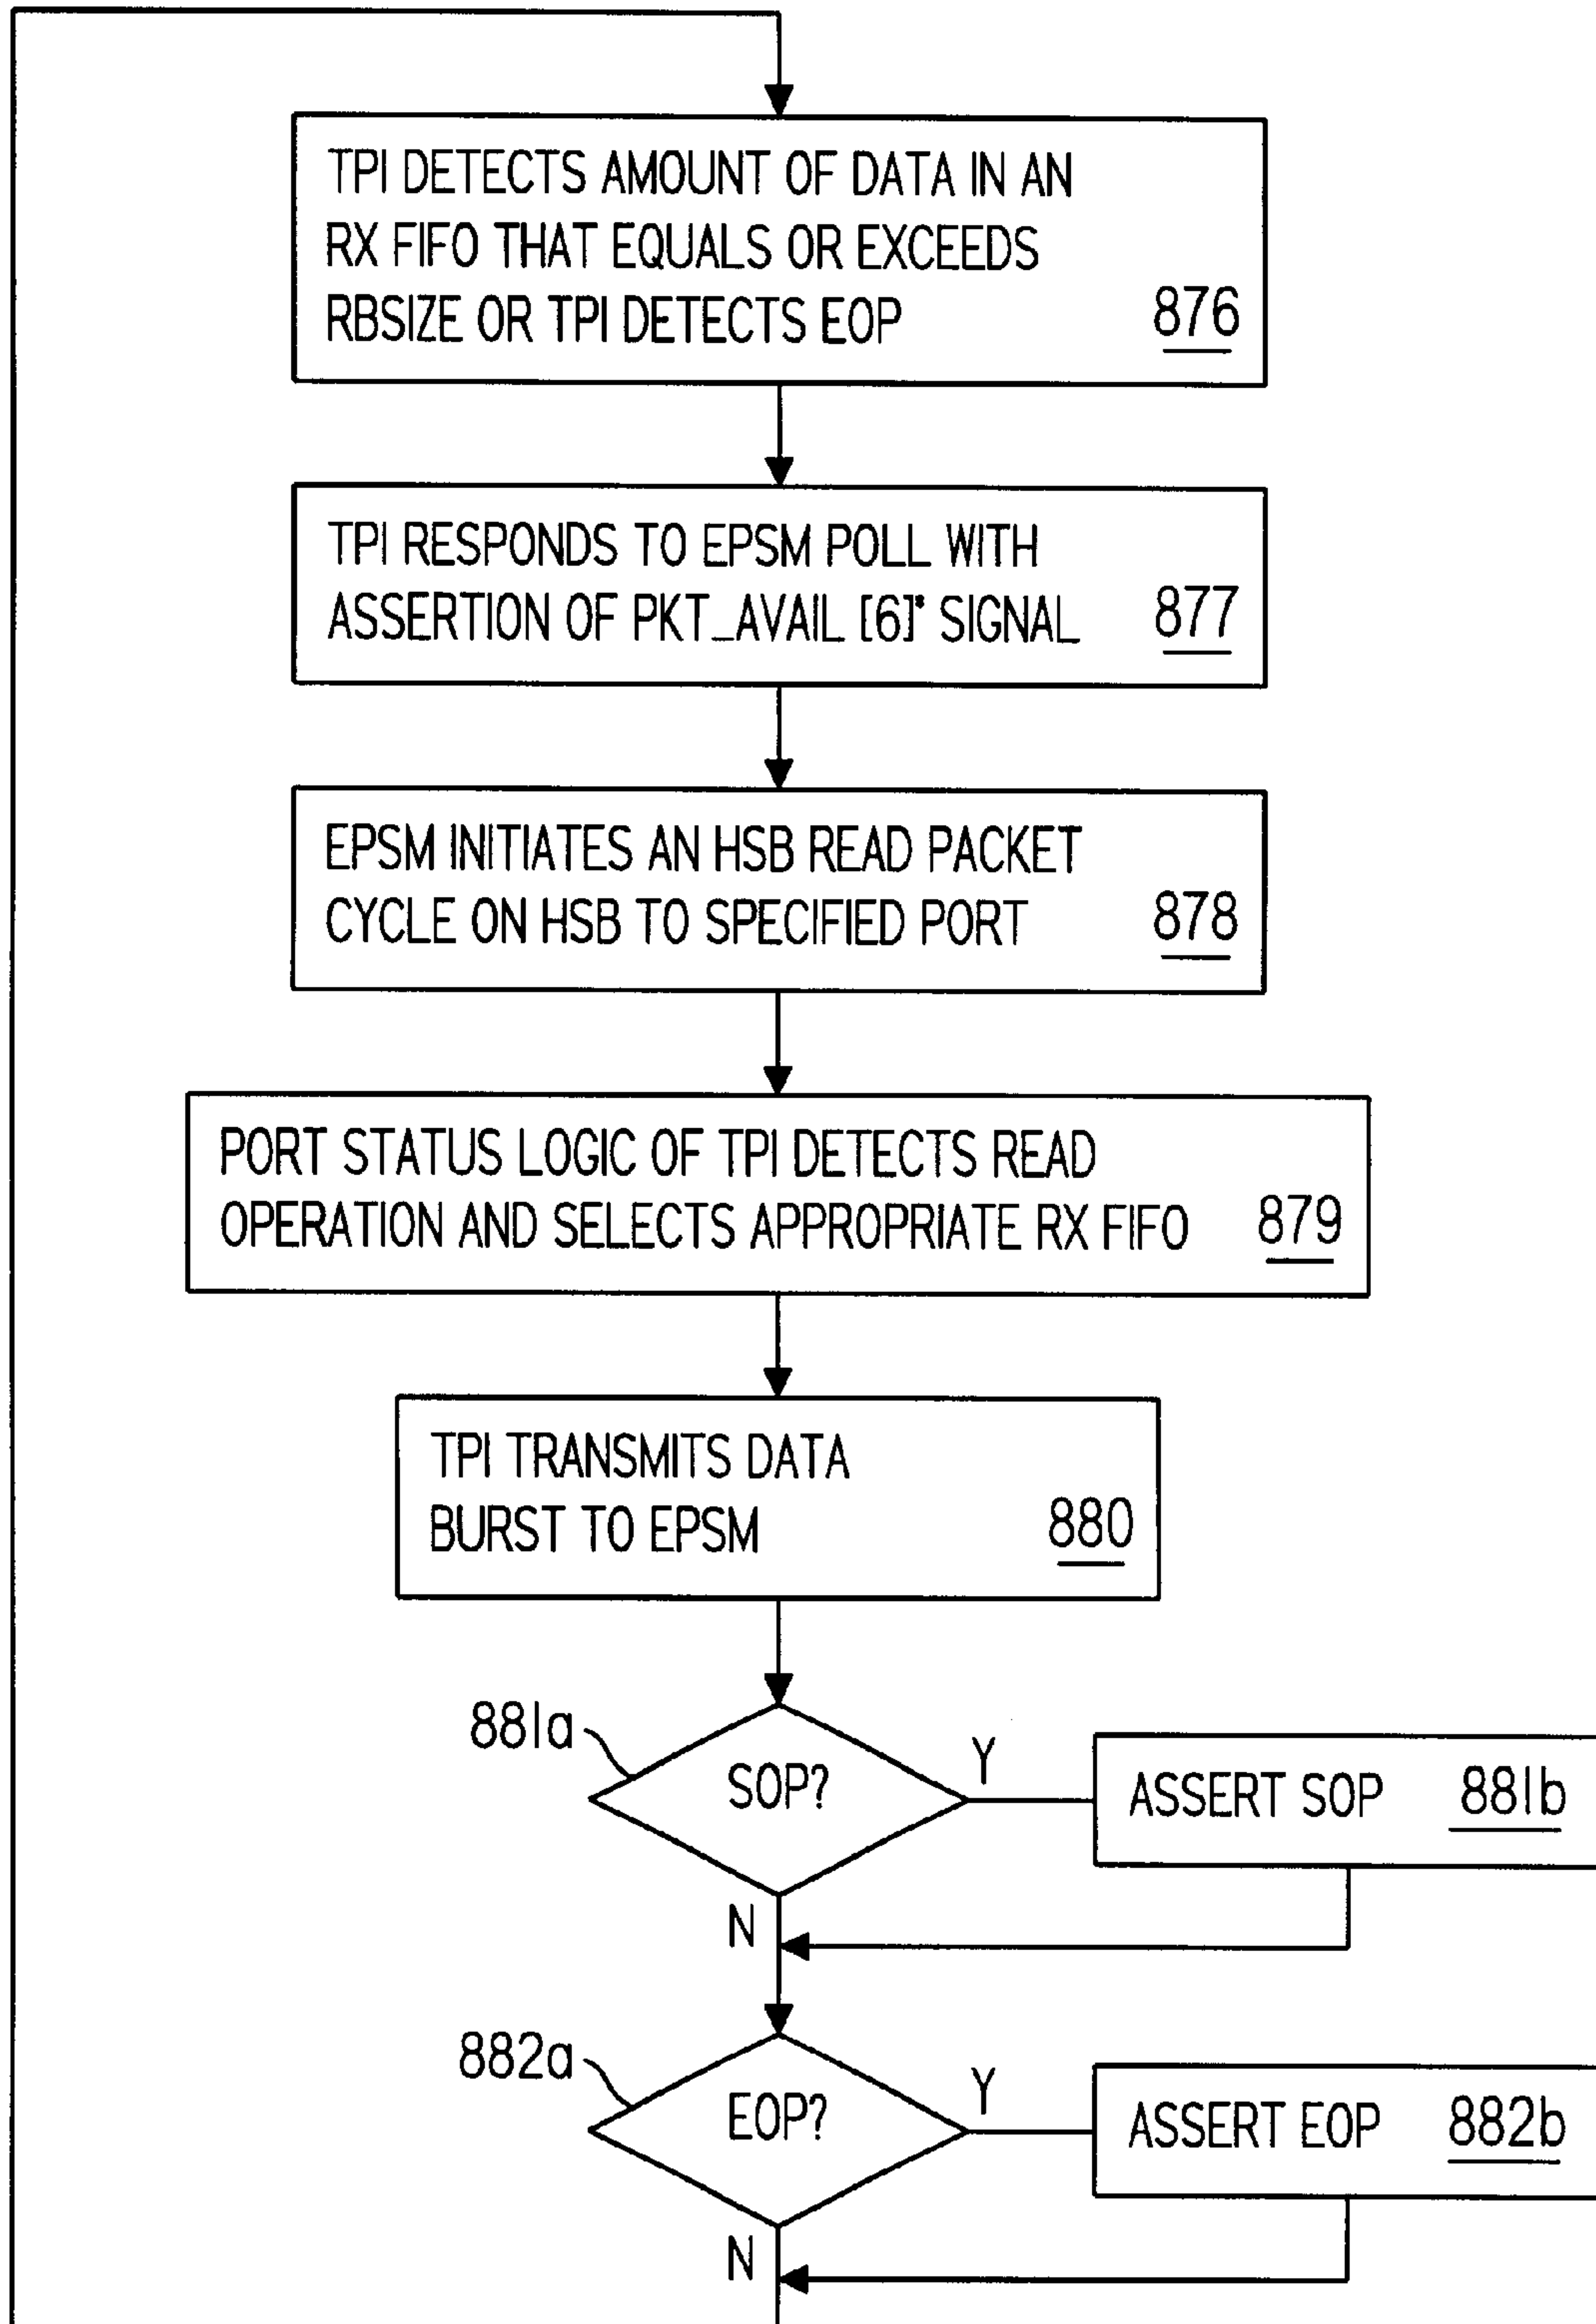 TPI DETECTS AMOUNT OF DATA IN AN
RX FIFO THAT EQUALS OR EXCEEDS
RBSIZE OR TPI DETECTS EOP 876
TPI RESPONDS TO EPSM POLL WITH
ASSERTION OF PKT_AVAIL [6]* SIGNAL 877
EPSM INITIATES AN HSB READ PACKET
CYCLE ON HSB TO SPECIFIED PORT 878
PORT STATUS LOGIC OF TPI DETECTS READ
OPERATION AND SELECTS APPROPRIATE RX FIFO 879
TPI TRANSMITS DATA
BURST TO EPSM 880
881a
SOP?
Y
ASSERT SOP 881b
N
882a
EOP?
Y
ASSERT EOP 882b
N